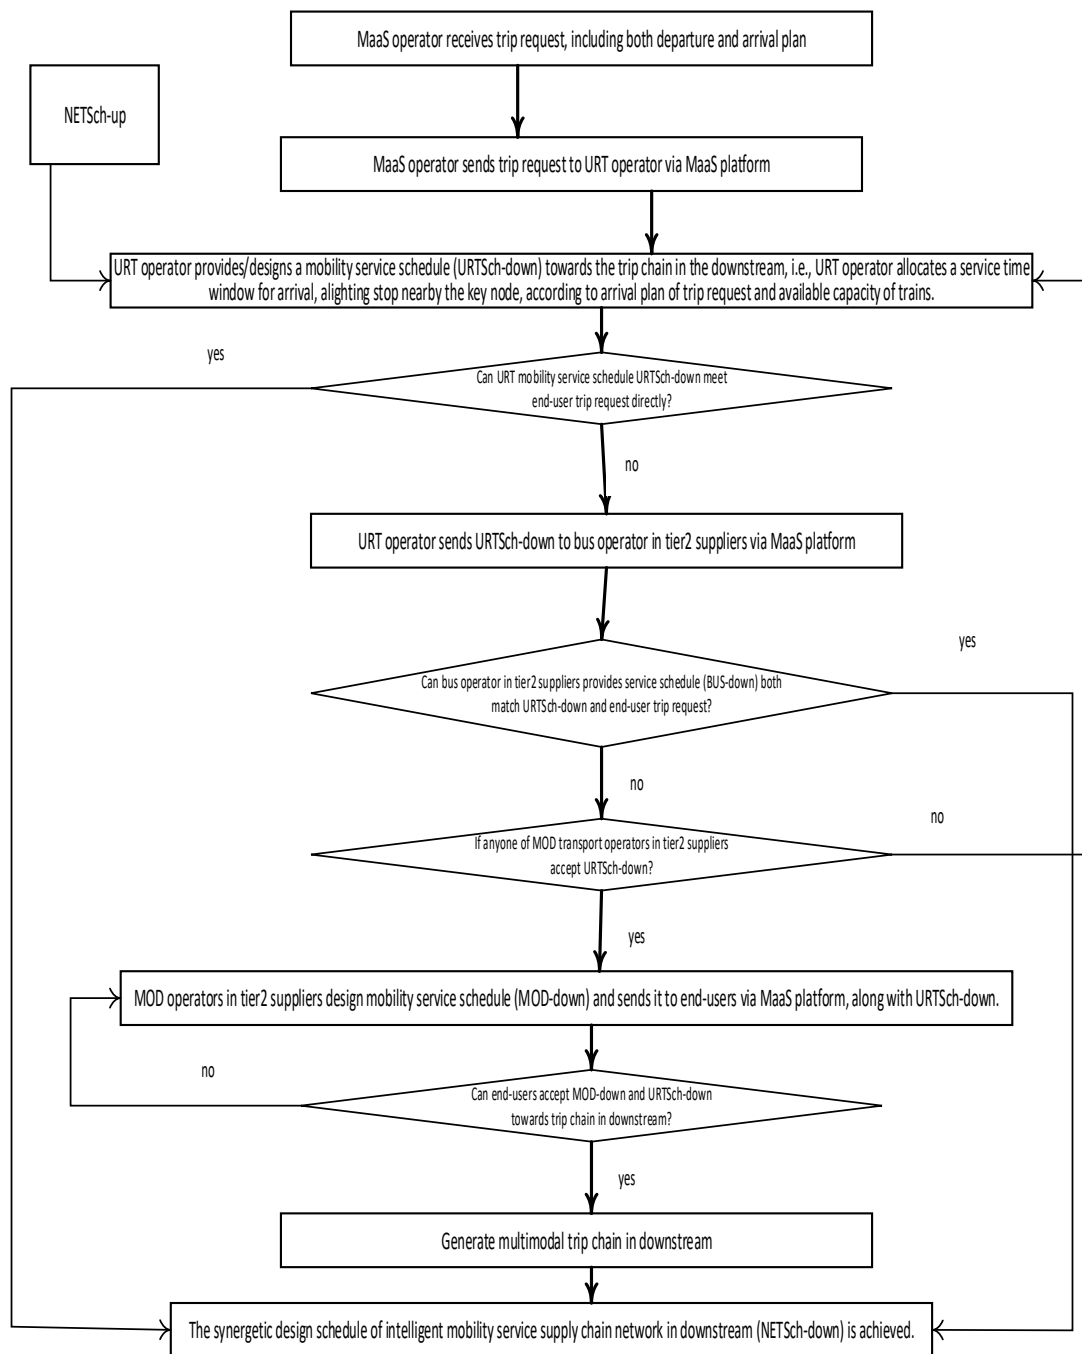 MaaS operator receives trip request, including both departure and arrival plan
NETSch-up
MaaS operator sends trip request to URT operator via MaaS platform
URT operator provides/designs a mobility service schedule (URTSch-down) towards the trip chain in the downstream, i.e., URT operator allocates a service time
window for arrival, alighting stop nearby the key node, according to arrival plan of trip request and available capacity of trains.
yes
Can URT mobility service schedule URTSch-down meet
end-user trip request directly?
no
URT operator sends URTSch-down to bus operator in tier2 suppliers via MaaS platform
yes
Can bus operator in tier2 suppliers provides service schedule (BUS-down) both
match URTSch-down and end-user trip request?
no
no
If anyone of MOD transport operators in tier2 suppliers
accept URTSch-down?
yes
MOD operators in tier2 suppliers design mobility service schedule (MOD-down) and sends it to end-users via MaaS platform, along with URTSch-down.
no
Can end-users accept MOD-down and URTSch-down
towards trip chain in downstream?
yes
Generate multimodal trip chain in downstream
The synergetic design schedule of intelligent mobility service supply chain network in downstream (NETSch-down) is achieved.